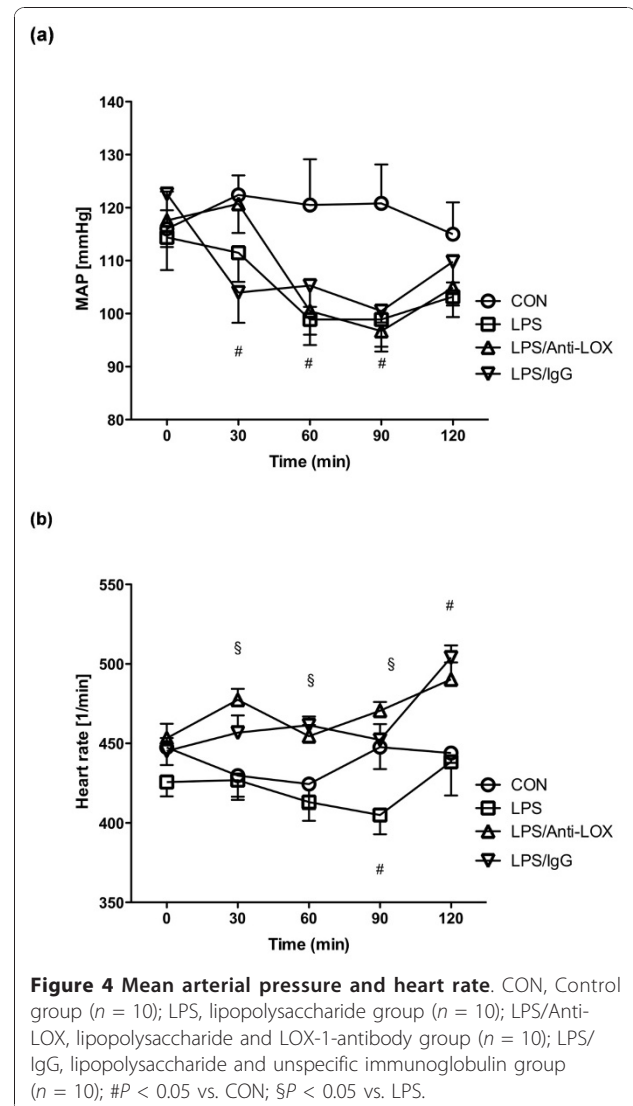 (a)
140
130
120
110
100
90
80
MAP [mmHg]
# # #
0 30 60 90 120
Time (min)
CON
LPS
LPS/Anti-LOX
LPS/IgG
(b)
550
500
450
400
350
Heart rate [1/min]
#
§ § §
#
0 30 60 90 120
Time (min)
CON
LPS
LPS/Anti-LOX
LPS/IgG
Figure 4 Mean arterial pressure and heart rate. CON, Control
group (n = 10); LPS, lipopolysaccharide group (n = 10); LPS/Anti-
LOX, lipopolysaccharide and LOX-1-antibody group (n = 10); LPS/
IgG, lipopolysaccharide and unspecific immunoglobulin group
(n = 10); #P < 0.05 vs. CON; §P < 0.05 vs. LPS.